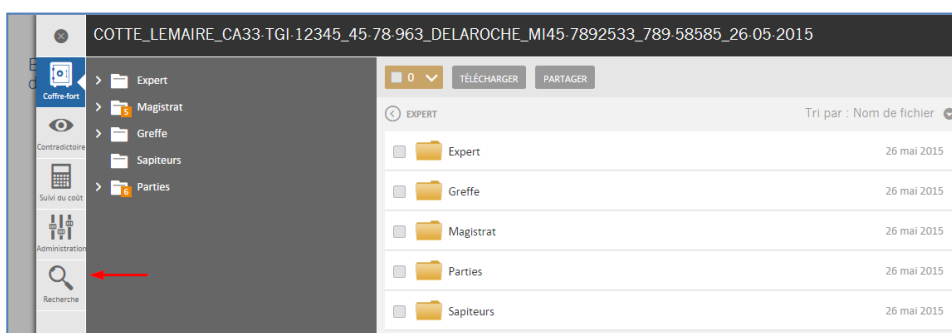 COTTE_LEMAIRE_CA33-TGI-12345_45-78-963_DELAROCHE_MI45-7892533_789-58585_26-05-2015
Coffre-fort
Contradictoire
Suivi du coût
Administration
Recherche
Expert
5
Magistrat
Greffe
Sapiteurs
6
Parties
0
TÉLÉCHARGER
PARTAGER
EXPERT
Tri par : Nom de fichier
Expert 26 mai 2015
Greffe 26 mai 2015
Magistrat 26 mai 2015
Parties 26 mai 2015
Sapiteurs 26 mai 2015